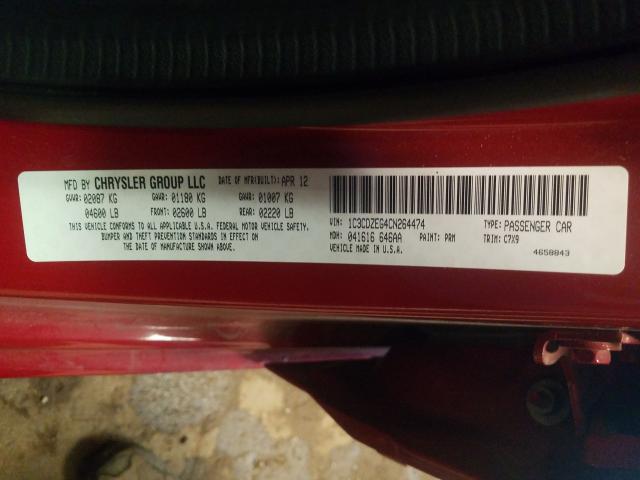 MFD BY CHRYSLER GROUP LLC DATE OF MFR(BUILT): APR 12
GVWR: 02087 KG GAWR: 01180 KG GAWR: 01007 KG
04600 LB FRONT: 02600 LB REAR: 02220 LB
THIS VEHICLE CONFORMS TO ALL APPLICABLE U.S.A. FEDERAL MOTOR VEHICLE SAFETY,
BUMPER AND THEFT PREVENTION STANDARDS IN EFFECT ON
THE DATE OF MANUFACTURE SHOWN ABOVE.
VIN: 1C3CDZEG4CN264474 TYPE: PASSENGER CAR
MDH: 041616 646AA PAINT: PRM TRIM: C7X9
VEHICLE MADE IN U.S.A. 4658843